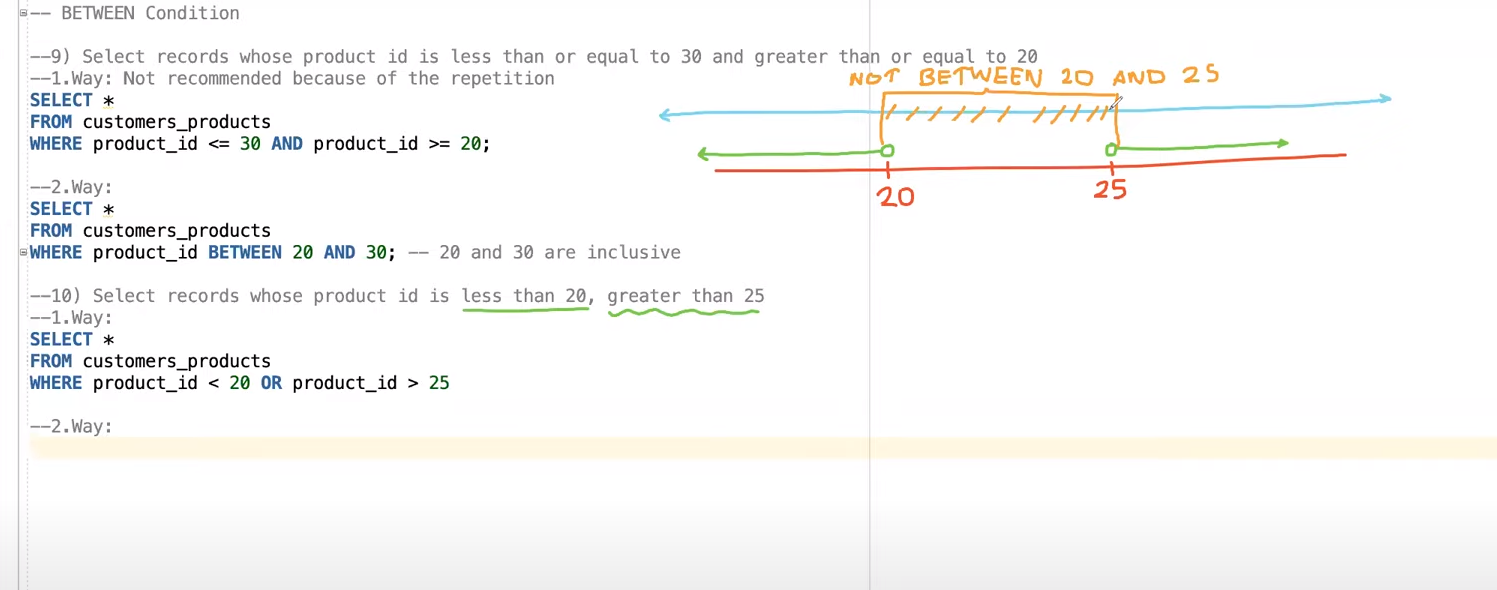 -- BETWEEN Condition
--9) Select records whose product id is less than or equal to 30 and greater than or equal to 20
--1.Way: Not recommended because of the repetition
NOT BETWEEN 20 AND 25
SELECT *
FROM customers_products
WHERE product_id <= 30 AND product_id >= 20;
20
25
--2.Way:
SELECT *
FROM customers_products
WHERE product_id BETWEEN 20 AND 30; -- 20 and 30 are inclusive
--10) Select records whose product id is less than 20, greater than 25
--1.Way:
SELECT *
FROM customers_products
WHERE product_id < 20 OR product_id > 25
--2.Way: